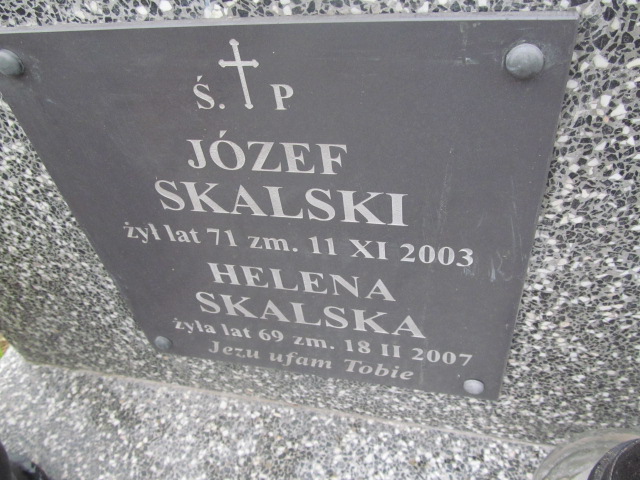 Ś. P
JÓZEF
SKALSKI
żył lat 71 zm. 11 XI 2003
HELENA
SKALSKA
żyła lat 69 zm. 18 II 2007
Jezu ufam Tobie